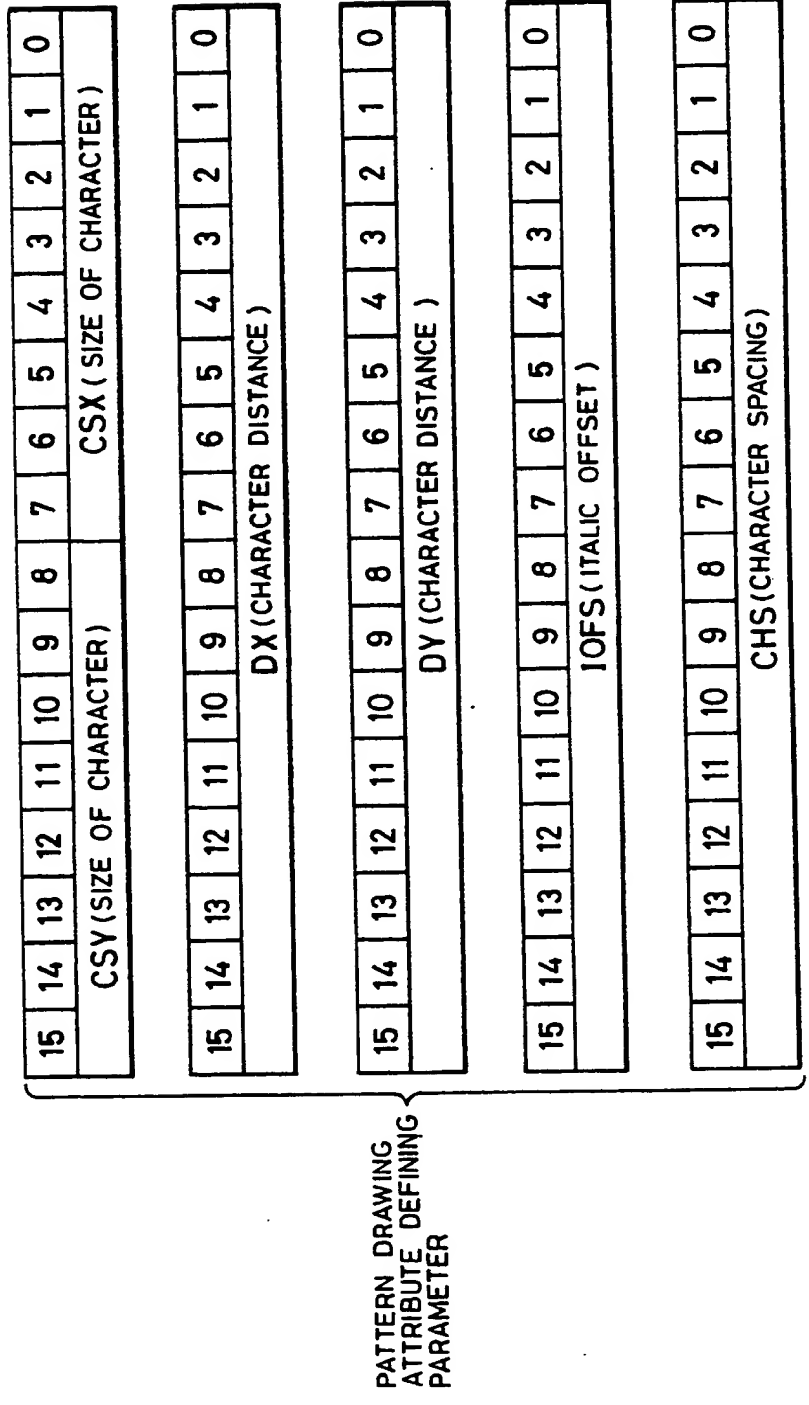 PATTERN DRAWING
ATTRIBUTE DEFINING
PARAMETER
15 14 13 12 11 10 9 8 7 6 5 4 3 2 1 0
CSY(SIZE OF CHARACTER) CSX(SIZE OF CHARACTER)
15 14 13 12 11 10 9 8 7 6 5 4 3 2 1 0
DX(CHARACTER DISTANCE)
15 14 13 12 11 10 9 8 7 6 5 4 3 2 1 0
DY(CHARACTER DISTANCE)
15 14 13 12 11 10 9 8 7 6 5 4 3 2 1 0
IOFS(ITALIC OFFSET)
15 14 13 12 11 10 9 8 7 6 5 4 3 2 1 0
CHS(CHARACTER SPACING)